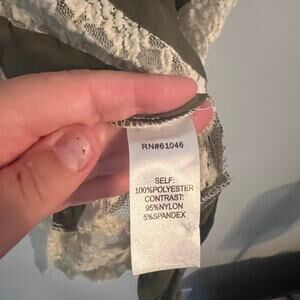 RN#61046
SELF:
100%POLYESTER
CONTRAST:
95%NYLON
5%SPANDEX